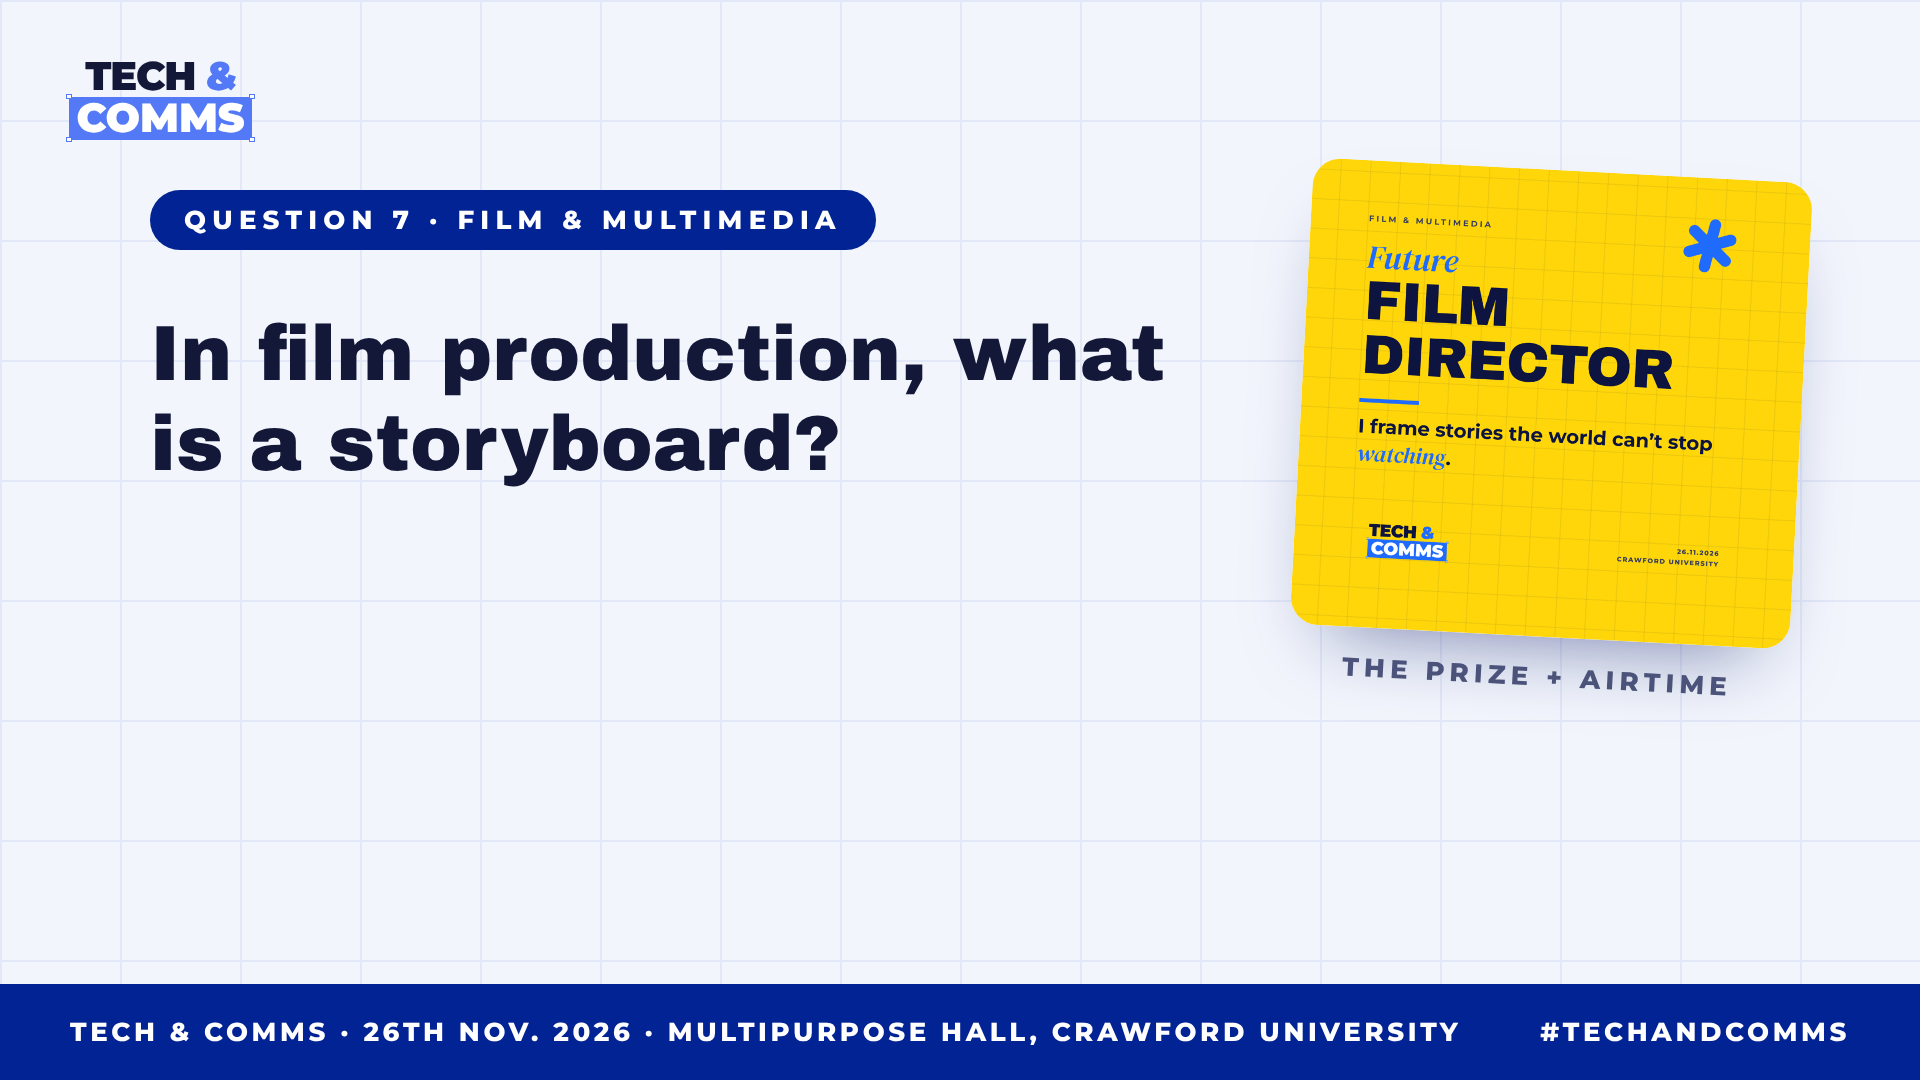 TECH &
COMMS
QUESTION 7 · FILM & MULTIMEDIA
In film production, what
is a storyboard?
FILM & MULTIMEDIA
Future
FILM
DIRECTOR
I frame stories the world can’t stop
watching.
TECH &
COMMS
26.11.2026
CRAWFORD UNIVERSITY
THE PRIZE + AIRTIME
TECH & COMMS · 26TH NOV. 2026 · MULTIPURPOSE HALL, CRAWFORD UNIVERSITY
#TECHANDCOMMS